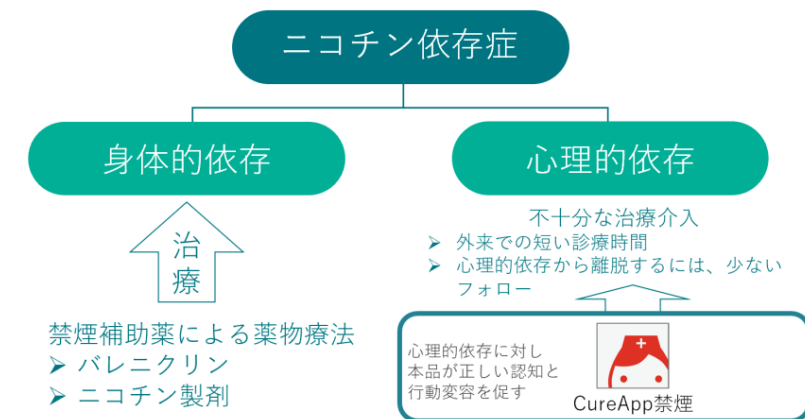 ニコチン依存症
身体的依存
心理的依存
治
療
禁煙補助薬による薬物療法
➢ バレニクリン
➢ ニコチン製剤
不十分な治療介入
➢ 外来での短い診療時間
➢ 心理的依存から離脱するには、少ない
フォロー
心理的依存に対し
本品が正しい認知と
行動変容を促す
CureApp禁煙